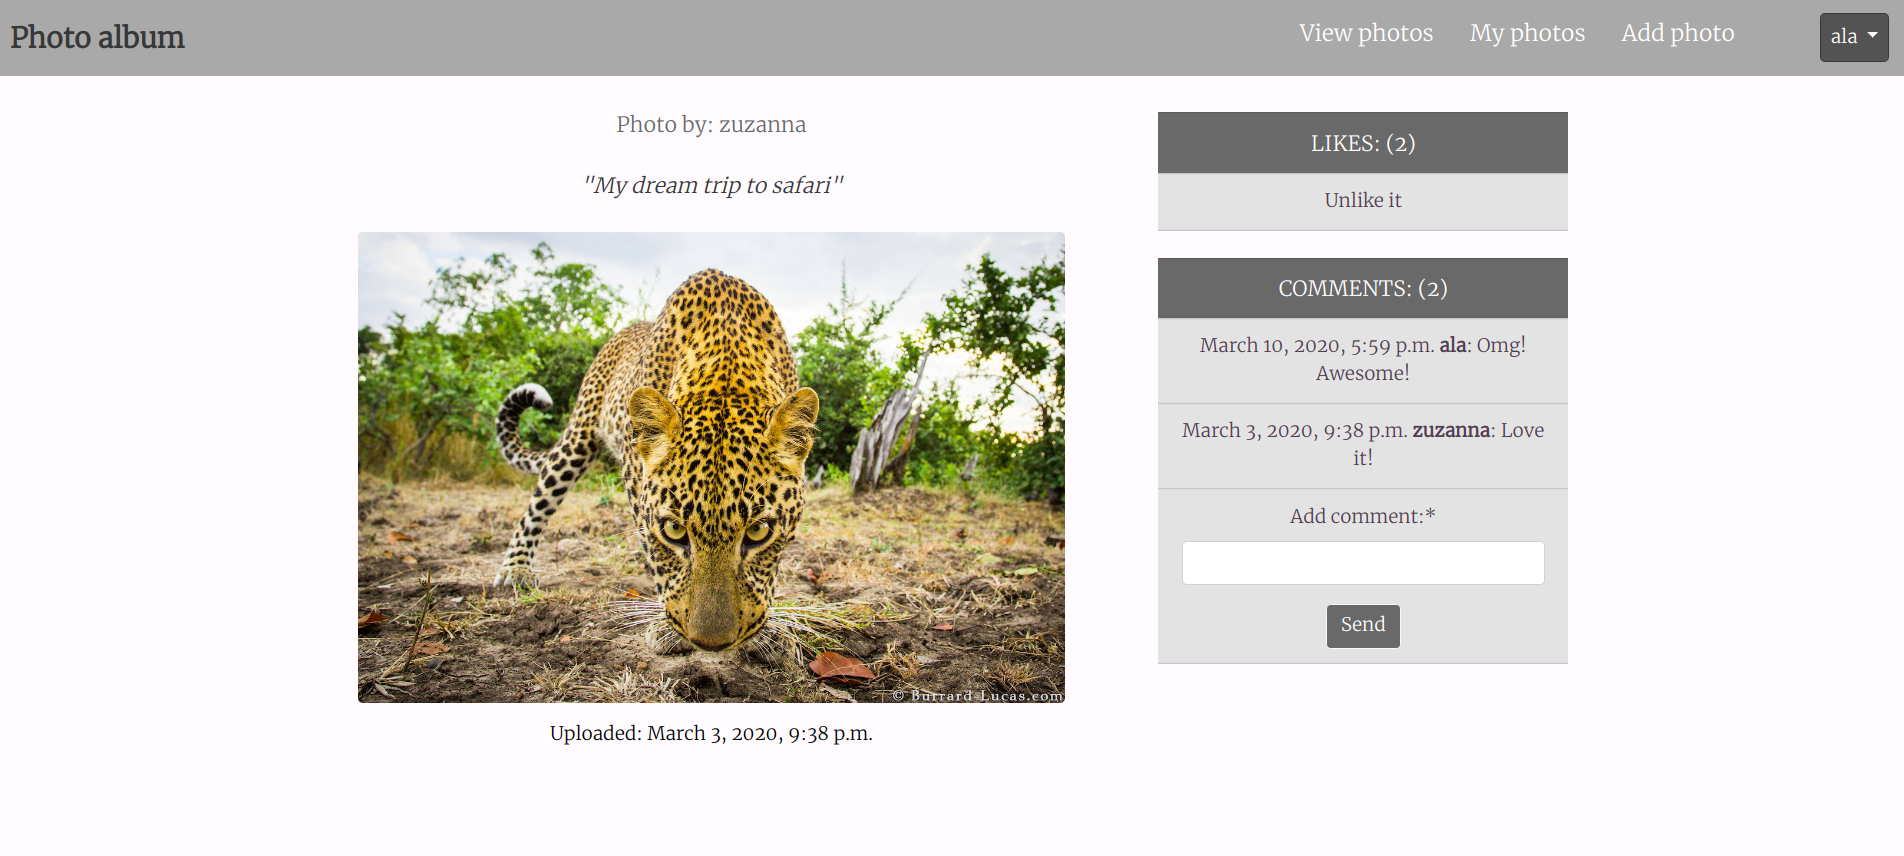 Photo album
View photos
My photos
Add photo
ala
Photo by: zuzanna
"My dream trip to safari"
© Burrard-Lucas.com
Uploaded: March 3, 2020, 9:38 p.m.
LIKES: (2)
Unlike it
COMMENTS: (2)
March 10, 2020, 5:59 p.m. ala: Omg!
Awesome!
March 3, 2020, 9:38 p.m. zuzanna: Love
it!
Add comment:*
Send